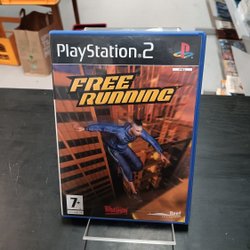 PlayStation 2
FREE
RUNNING
7+